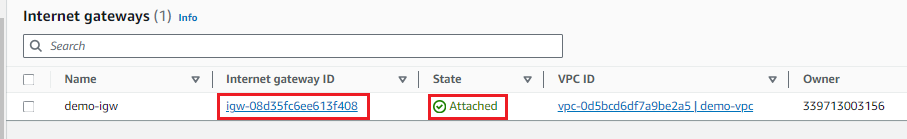 Internet gateways (1) Info
Search
Name Internet gateway ID State VPC ID Owner
demo-igw igw-08d35fc6ee613f408 Attached vpc-0d5bcd6df7a9be2a5 | demo-vpc 339713003156